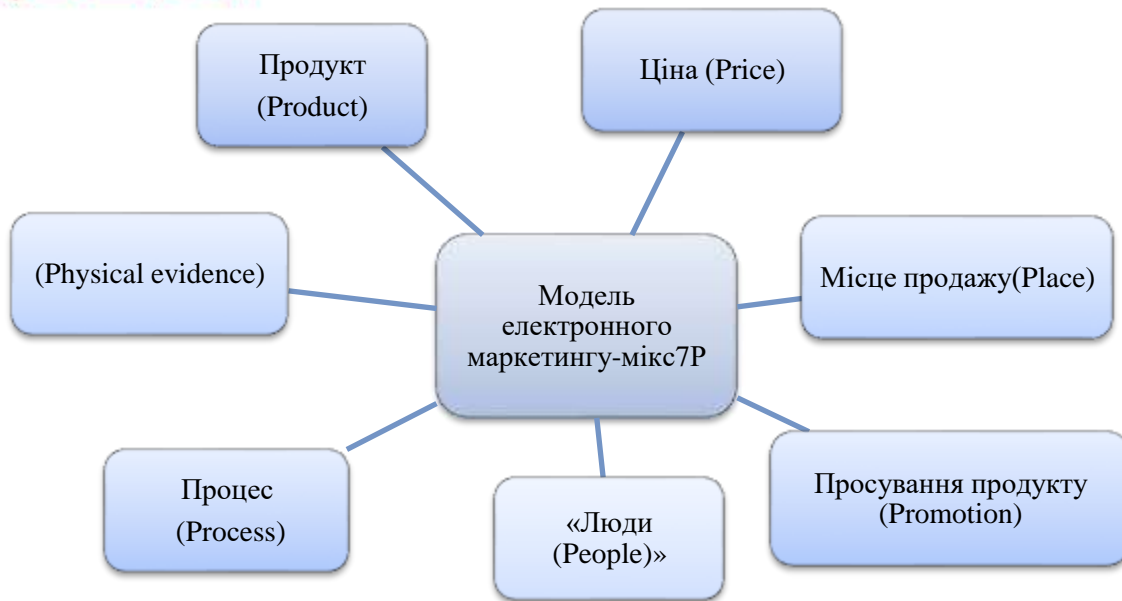 Продукт
(Product)
Ціна (Price)
(Physical evidence)
Модель
електронного
маркетингу-мікс7Р
Місце продажу(Place)
Процес
(Process)
«Люди
(People)»
Просування продукту
(Promotion)